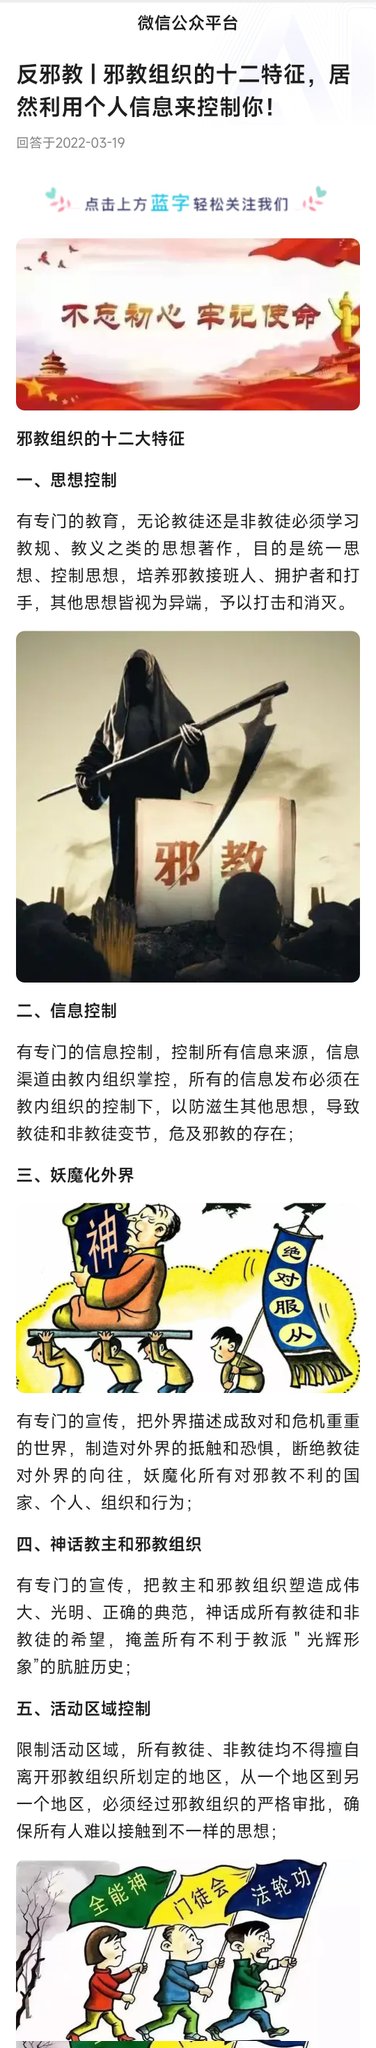 微信公众平台
反邪教 | 邪教组织的十二特征，居
然利用个人信息来控制你！
回答于2022-03-19
点击上方蓝字轻松关注我们
不忘初心 牢记使命
邪教组织的十二大特征
一、思想控制
有专门的教育，无论教徒还是非教徒必须学习
教规、教义之类的思想著作，目的是统一思
想、控制思想，培养邪教接班人、拥护者和打
手，其他思想皆视为异端，予以打击和消灭。
邪教
二、信息控制
有专门的信息控制，控制所有信息来源，信息
渠道由教内组织掌控，所有的信息发布必须在
教内组织的控制下，以防滋生其他思想，导致
教徒和非教徒变节，危及邪教的存在；
三、妖魔化外界
神
绝对服从
有专门的宣传，把外界描述成敌对和危机重重
的世界，制造对外界的抵触和恐惧，断绝教徒
对外界的向往，妖魔化所有对邪教不利的国
家、个人、组织和行为；
四、神话教主和邪教组织
有专门的宣传，把教主和邪教组织塑造成伟
大、光明、正确的典范，神话成所有教徒和非
教徒的希望，掩盖所有不利于教派＂光辉形
象”的肮脏历史；
五、活动区域控制
限制活动区域，所有教徒、非教徒均不得擅自
离开邪教组织所划定的地区，从一个地区到另
一个地区，必须经过邪教组织的严格审批，确
保所有人难以接触到不一样的思想；
全能神
门徒会
法轮功